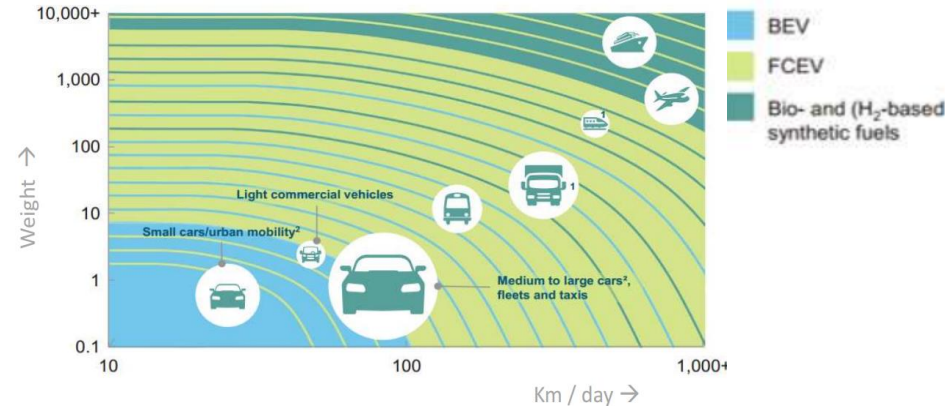 10,000+
1,000
100
10
1
0.1
Weight →
10
100
1,000+
Km / day →
Light commercial vehicles
Small cars/urban mobility²
Medium to large cars²,
fleets and taxis
1
1
BEV
FCEV
Bio- and (H₂-based
synthetic fuels